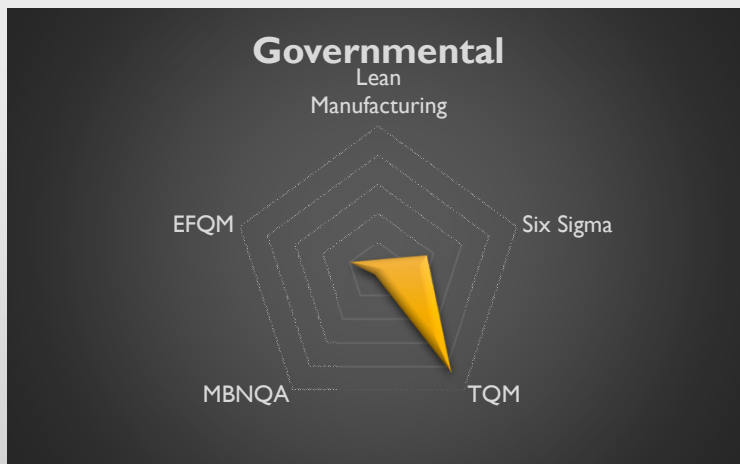 Governmental
Lean
Manufacturing
EFQM
Six Sigma
MBNQA
TQM